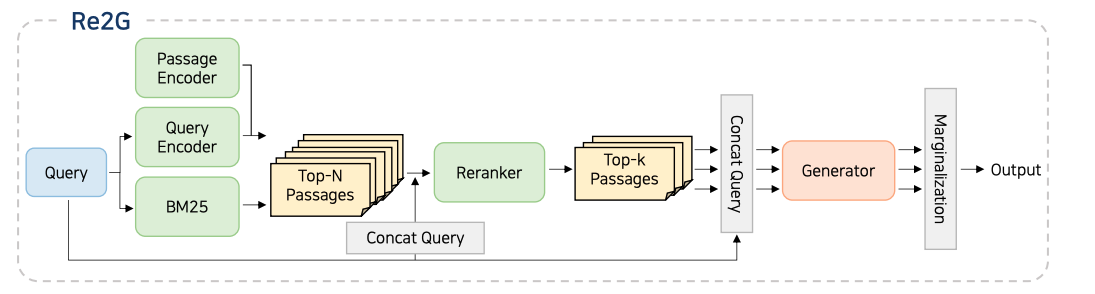 Re2G
Passage
Encoder
Query
Encoder
Query
BM25
Top-N
Passages
Concat Query
Reranker
Top-k
Passages
Concat Query
Generator
Marginalization
Output